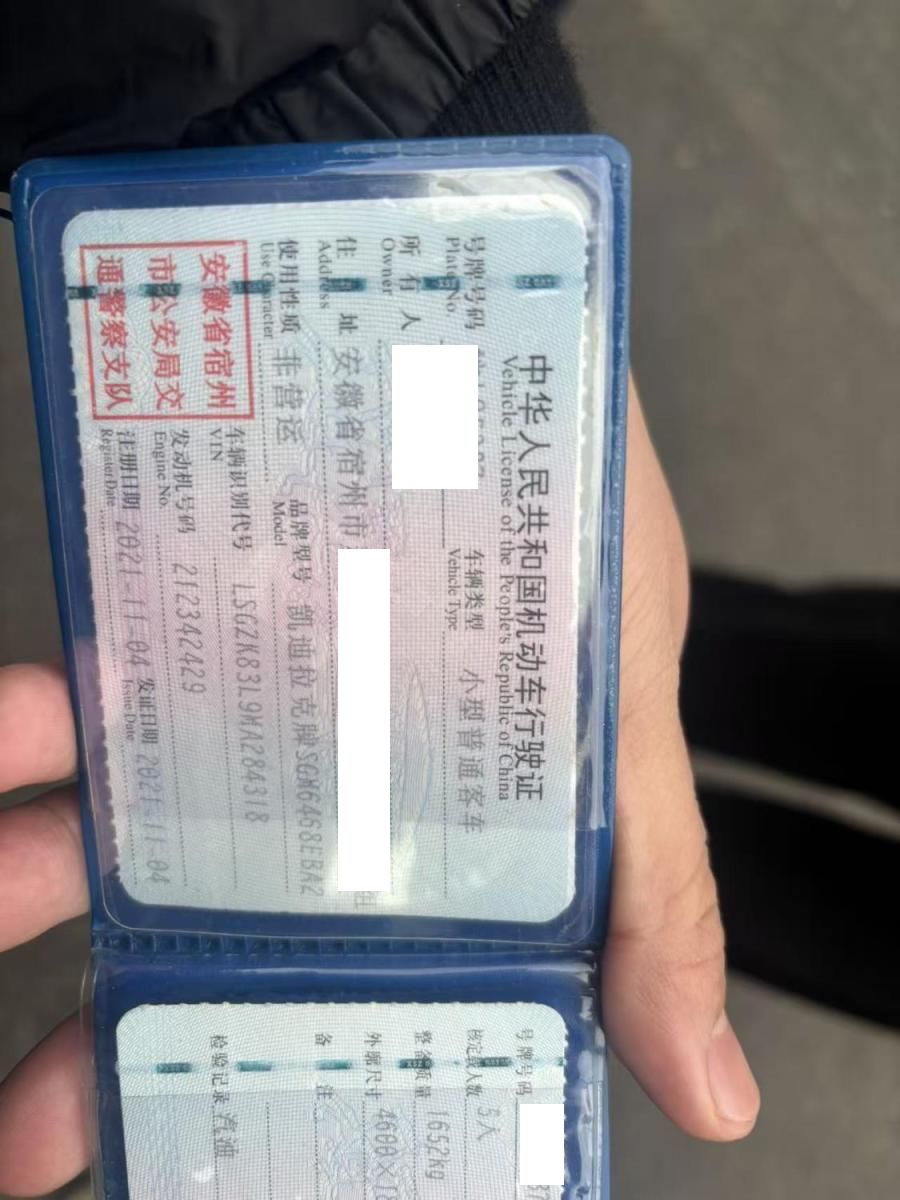 中华人民共和国机动车行驶证
Vehicle License of the People's Republic of China
号牌号码
Plate No.
车辆类型 小型普通客车
Vehicle Type
所有人
Owner
住址 安徽省宿州市
Address
使用性质 非营运
Use Character
品牌型号 凯迪拉克牌SGM6468EBA2
Model
安徽省宿州
市公安局交
通警察支队
车辆识别代号 LSGZK83L9MA284318
VIN
发动机号码 212342429
Engine No.
注册日期 2021-11-04
Register Date
发证日期 2021-11-04
Issue Date
号牌号码
核定载人数 5人
整备质量 1652kg
外廓尺寸 4600×18
备注
检验记录 汽油